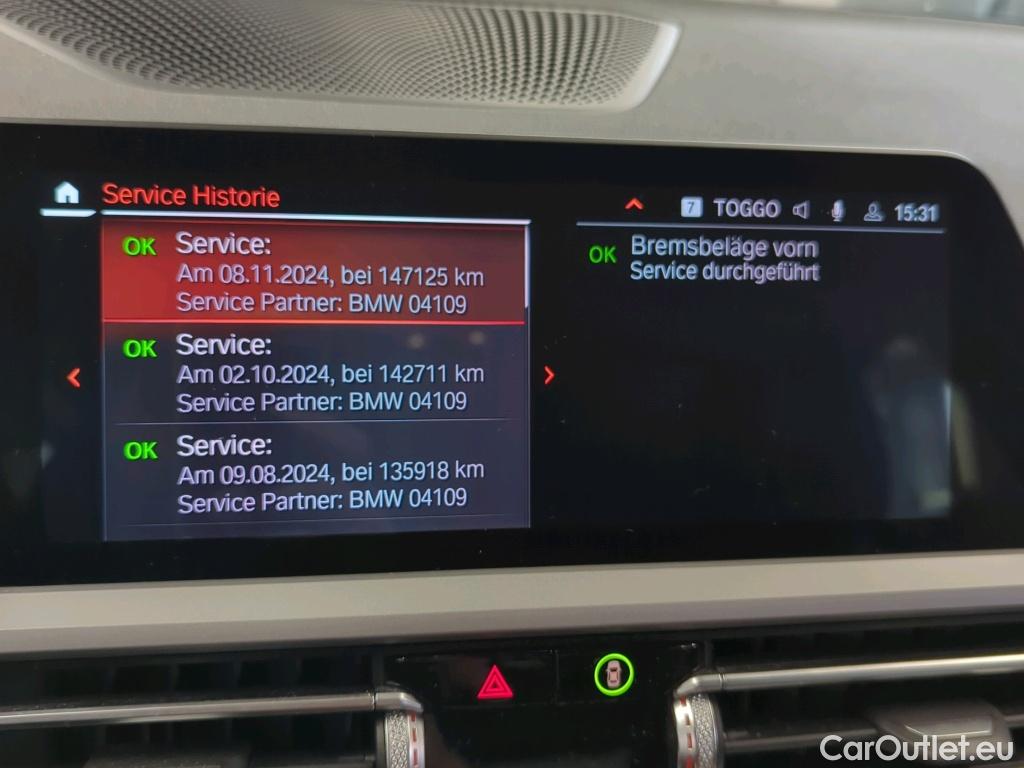 Service Historie
7 TOGGO 15:31
OK Service:
Am 08.11.2024, bei 147125 km
Service Partner: BMW 04109
OK Service:
Am 02.10.2024, bei 142711 km
Service Partner: BMW 04109
OK Service:
Am 09.08.2024, bei 135918 km
Service Partner: BMW 04109
OK Bremsbeläge vorn
Service durchgeführt
CarOutlet.eu